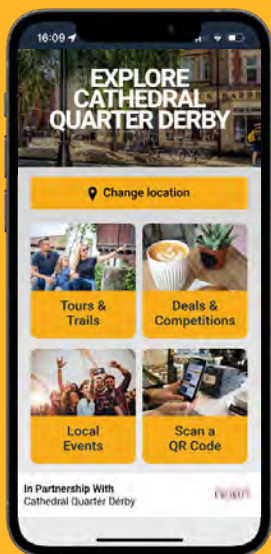 16:09
EXPLORE
CATHEDRAL
QUARTER DERBY
Change location
Tours &
Trails
Deals &
Competitions
Local
Events
Scan a
QR Code
In Partnership With
Cathedral Quarter Derby